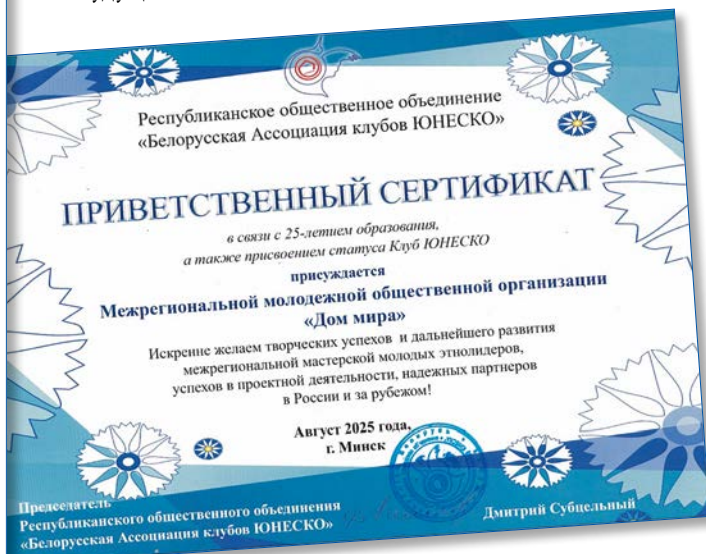 Республиканское общественное объединение
«Белорусская Ассоциация клубов ЮНЕСКО»
ПРИВЕТСТВЕННЫЙ СЕРТИФИКАТ
в связи с 25-летием образования,
а также присвоением статуса Клуб ЮНЕСКО
присуждается
Межрегиональной молодежной общественной организации
«Дом мира»
Искренне желаем творческих успехов и дальнейшего развития
межрегиональной мастерской молодых этнолидеров,
успехов в проектной деятельности, надежных партнеров
в России и за рубежом!
Август 2025 года,
г. Минск
Председатель
Республиканского общественного объединения
«Белорусская Ассоциация клубов ЮНЕСКО»
Дмитрий Субцельный